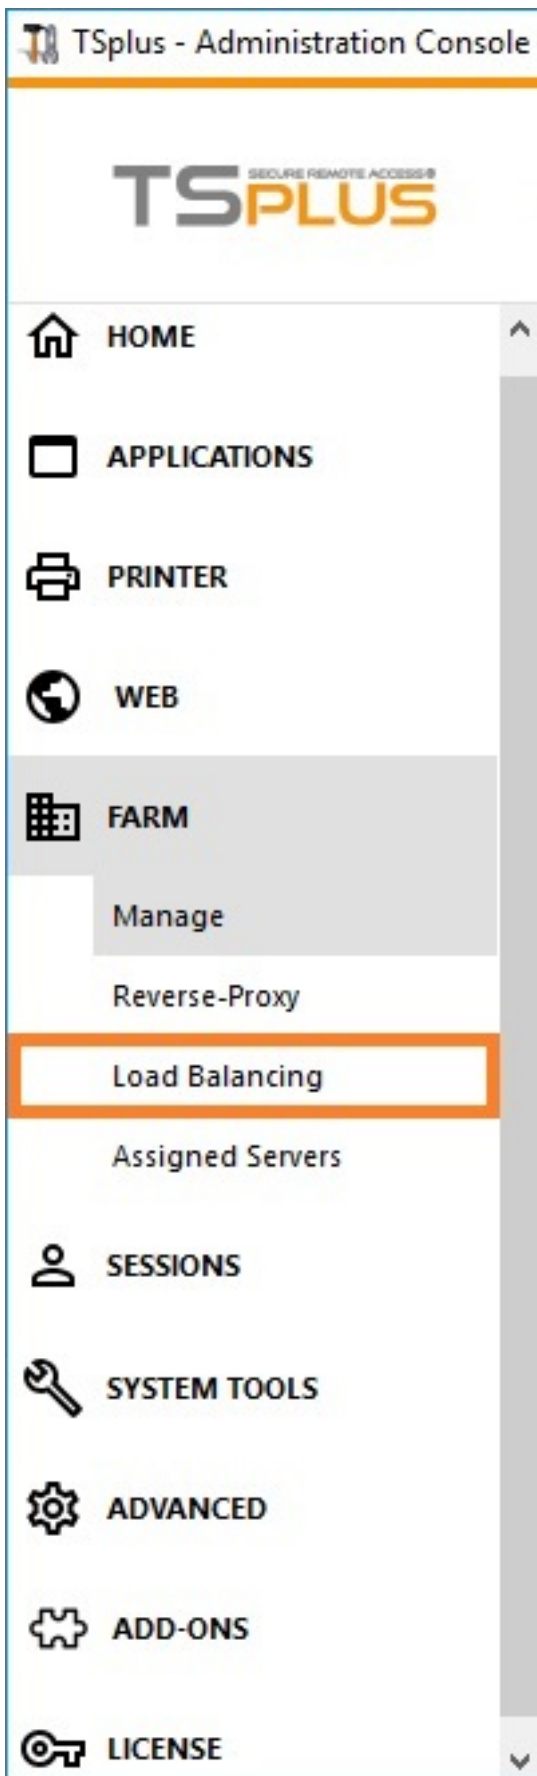 TSplus - Administration Console
SECURE REMOTE ACCESS®
TSPLUS
HOME
APPLICATIONS
PRINTER
WEB
FARM
Manage
Reverse-Proxy
Load Balancing
Assigned Servers
SESSIONS
SYSTEM TOOLS
ADVANCED
ADD-ONS
LICENSE